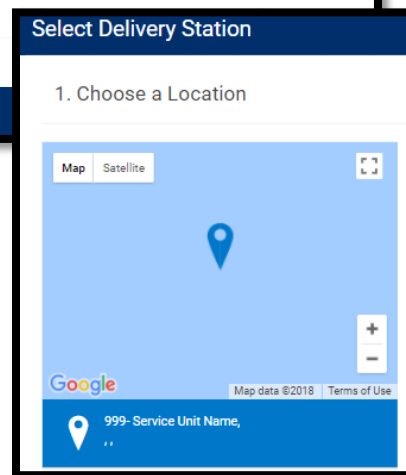 Select Delivery Station
1. Choose a Location
Map Satellite
+
−
Google Map data ©2018 Terms of Use
999- Service Unit Name,
, ,